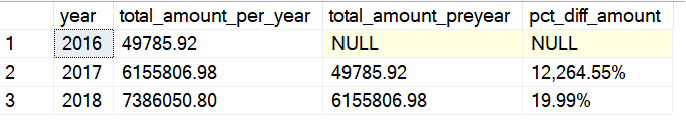 year total_amount_per_year total_amount_preyear pct_diff_amount
1 2016 49785.92 NULL NULL
2 2017 6155806.98 49785.92 12,264.55%
3 2018 7386050.80 6155806.98 19.99%